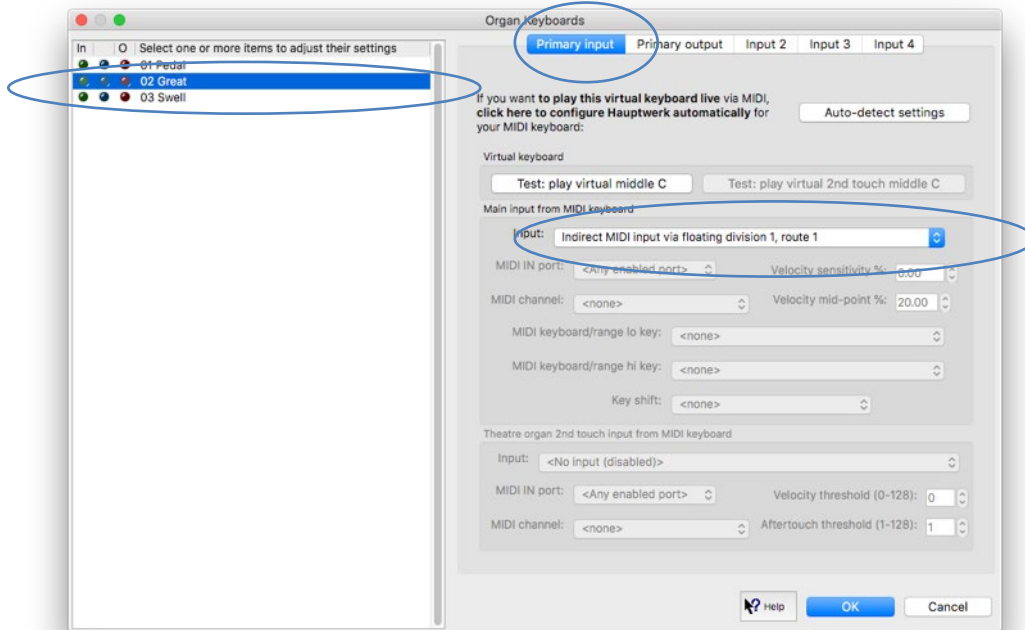 Organ Keyboards
In O Select one or more items to adjust their settings
01 Pedal
02 Great
03 Swell
Primary input Primary output Input 2 Input 3 Input 4
If you want to play this virtual keyboard live via MIDI,
click here to configure Hauptwerk automatically for
your MIDI keyboard:
Auto-detect settings
Virtual keyboard
Test: play virtual middle C Test: play virtual 2nd touch middle C
Main input from MIDI keyboard
Input: Indirect MIDI input via floating division 1, route 1
MIDI IN port: <Any enabled port> Velocity sensitivity %: 0.00
MIDI channel: <none> Velocity mid-point %: 20.00
MIDI keyboard/range lo key: <none>
MIDI keyboard/range hi key: <none>
Key shift: <none>
Theatre organ 2nd touch input from MIDI keyboard
Input: <No input (disabled)>
MIDI IN port: <Any enabled port> Velocity threshold (0-128): 0
MIDI channel: <none> Aftertouch threshold (1-128): 1
? Help OK Cancel